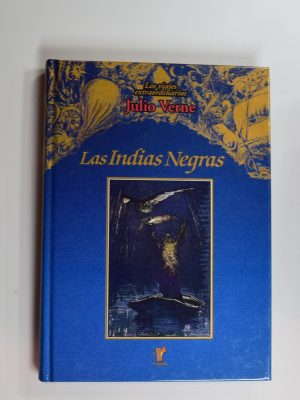 Los viajes
extraordinarios
Julio Verne
Las Indias Negras
r